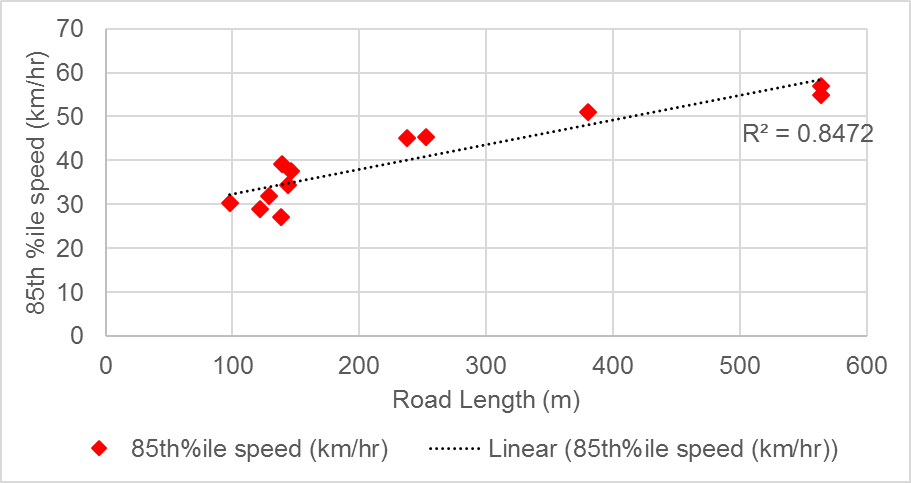 70
60
50
40
30
20
10
0
85th %ile speed (km/hr)
R² = 0.8472
0 100 200 300 400 500 600
Road Length (m)
85th%ile speed (km/hr) Linear (85th%ile speed (km/hr))